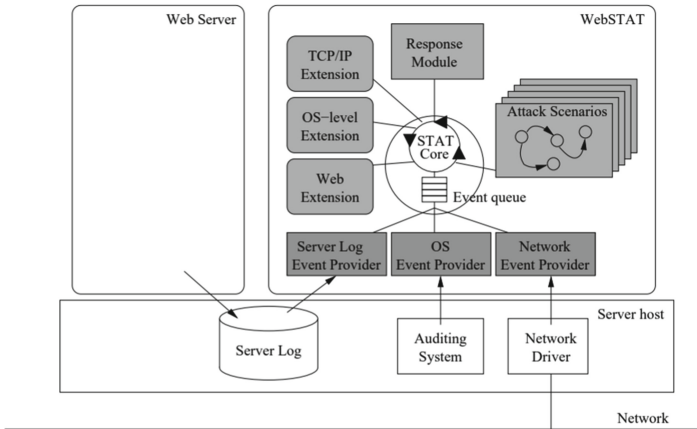 Web Server
WebSTAT
TCP/IP
Extension
Response
Module
OS-level
Extension
Attack Scenarios
STAT
Core
Web
Extension
Event queue
Server Log
Event Provider
OS
Event Provider
Network
Event Provider
Server host
Server Log
Auditing
System
Network
Driver
Network